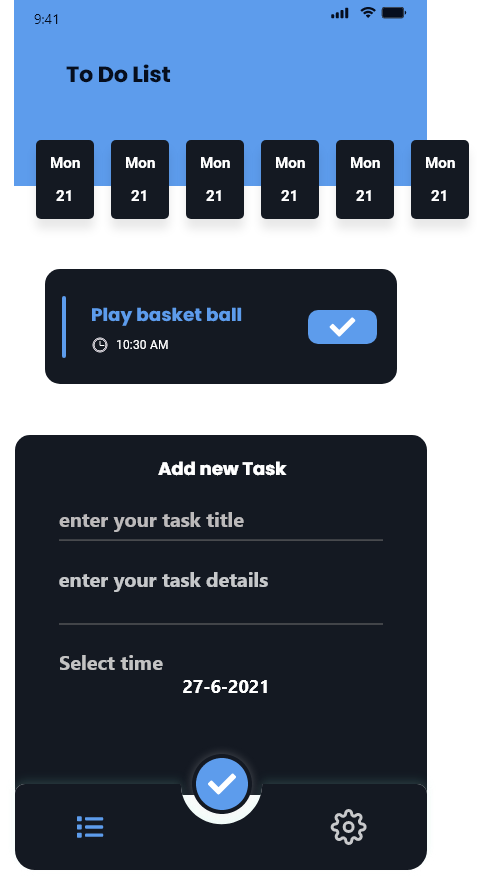 9:41
To Do List
Mon Mon Mon Mon Mon Mon
21 21 21 21 21 21
Play basket ball
10:30 AM
Add new Task
enter your task title
enter your task details
Select time
27-6-2021